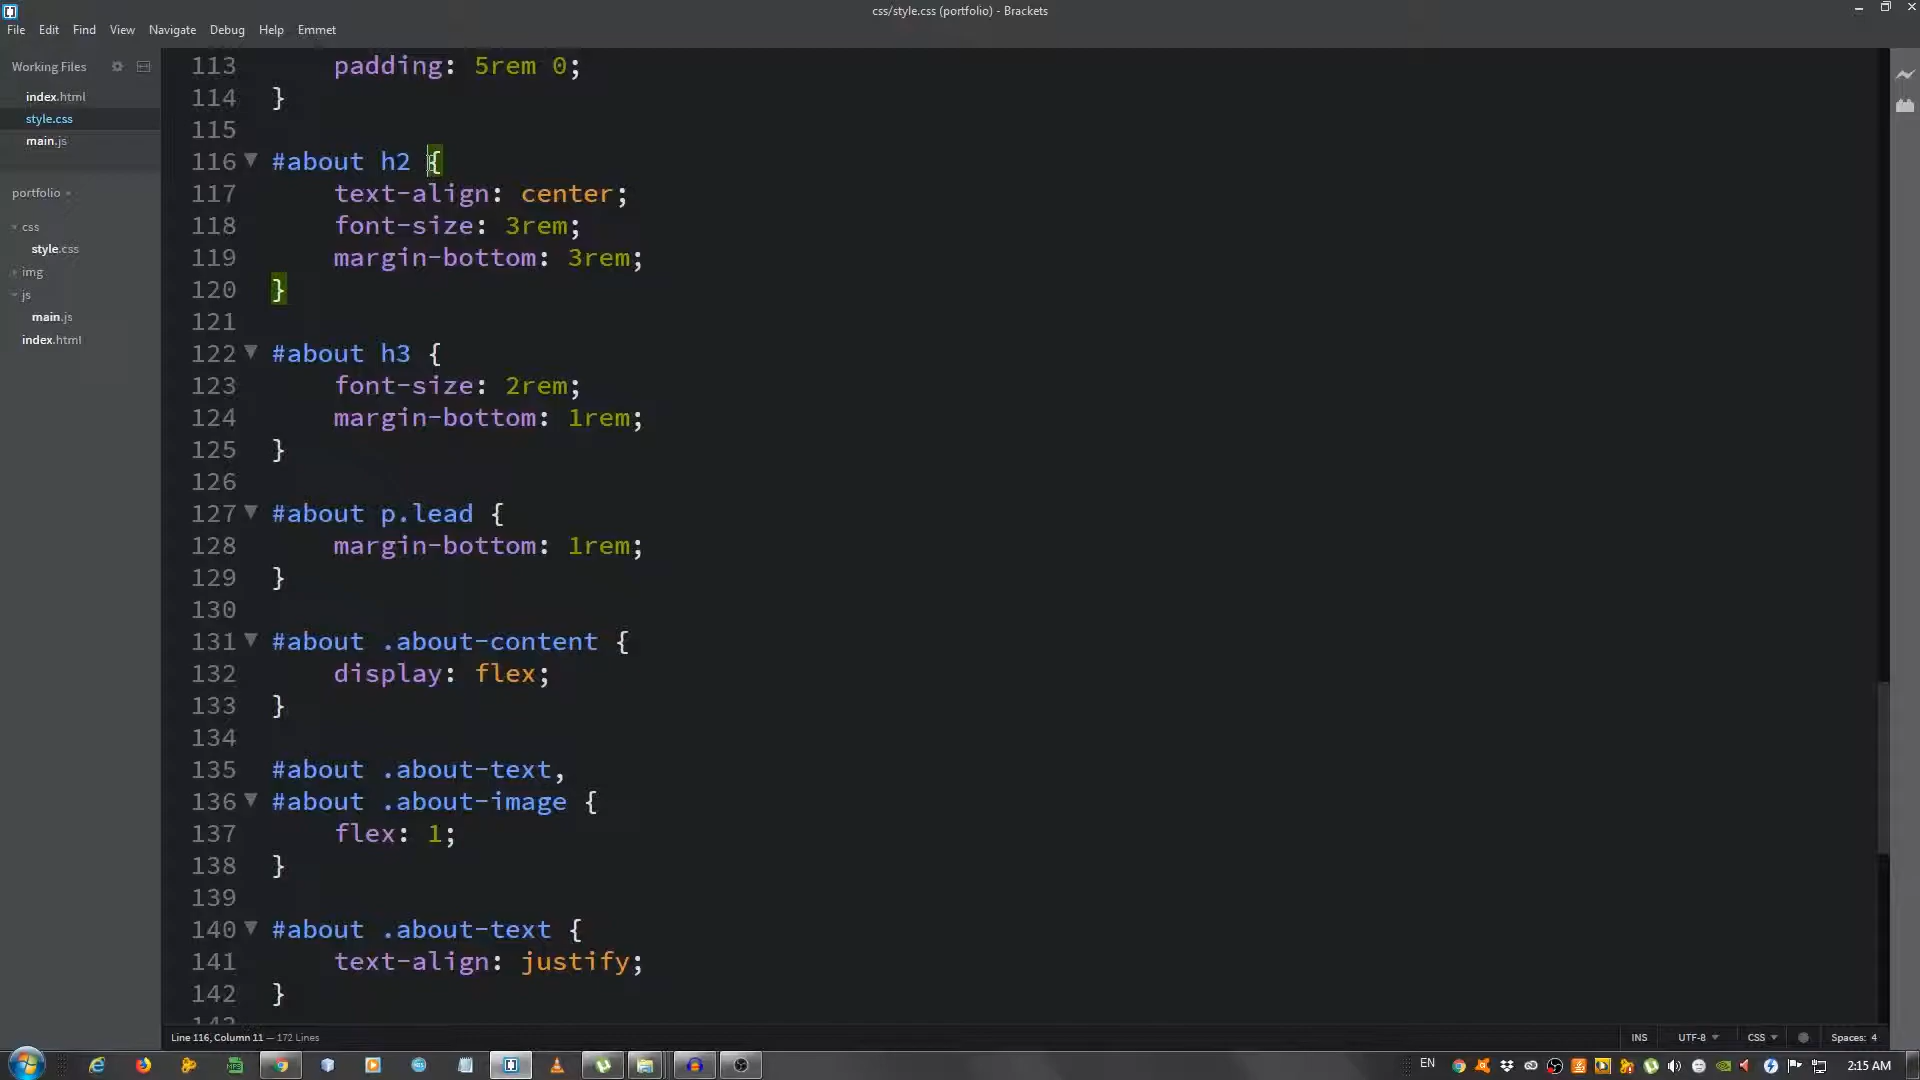 css/style.css (portfolio) - Brackets
File Edit Find View Navigate Debug Help Emmet
Working Files
index.html
style.css
main.js
portfolio
css
style.css
img
js
main.js
index.html
113 padding: 5rem 0;
114 }
115
116 #about h2 {
117 text-align: center;
118 font-size: 3rem;
119 margin-bottom: 3rem;
120 }
121
122 #about h3 {
123 font-size: 2rem;
124 margin-bottom: 1rem;
125 }
126
127 #about p.lead {
128 margin-bottom: 1rem;
129 }
130
131 #about .about-content {
132 display: flex;
133 }
134
135 #about .about-text,
136 #about .about-image {
137 flex: 1;
138 }
139
140 #about .about-text {
141 text-align: justify;
142 }
Line 116, Column 11 — 172 Lines
INS UTF-8 CSS Spaces: 4
EN 2:15 AM